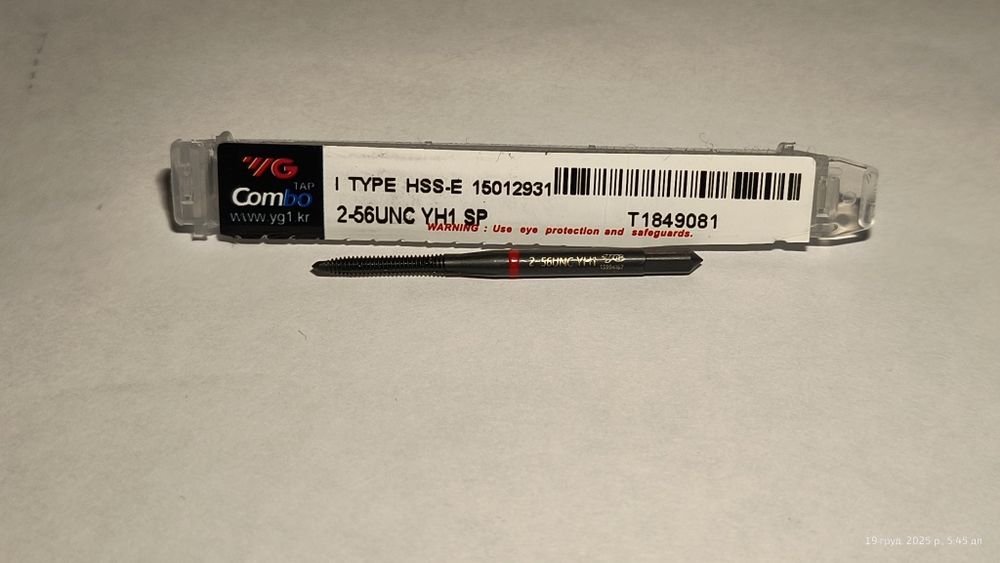 YG
TAP
Combo
www.yg1.kr
I TYPE HSS-E 15012931
2-56UNC YH1 SP
T1849081
WARNING : Use eye protection and safeguards.
2-56UNC YH1
19 груд. 2025 р., 5:45 дп